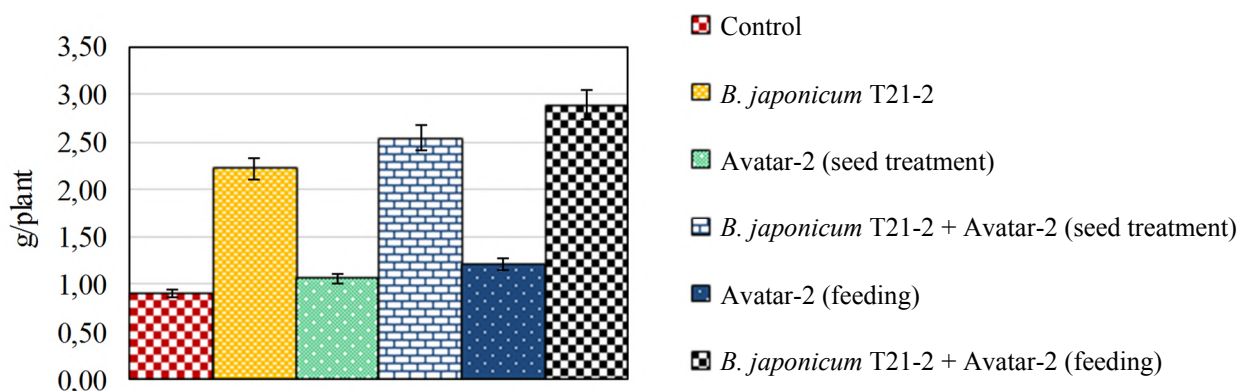 3,50
3,00
2,50
2,00
1,50
1,00
0,50
0,00
g/plant
Control
B. japonicum T21-2
Avatar-2 (seed treatment)
B. japonicum T21-2 + Avatar-2 (seed treatment)
Avatar-2 (feeding)
B. japonicum T21-2 + Avatar-2 (feeding)